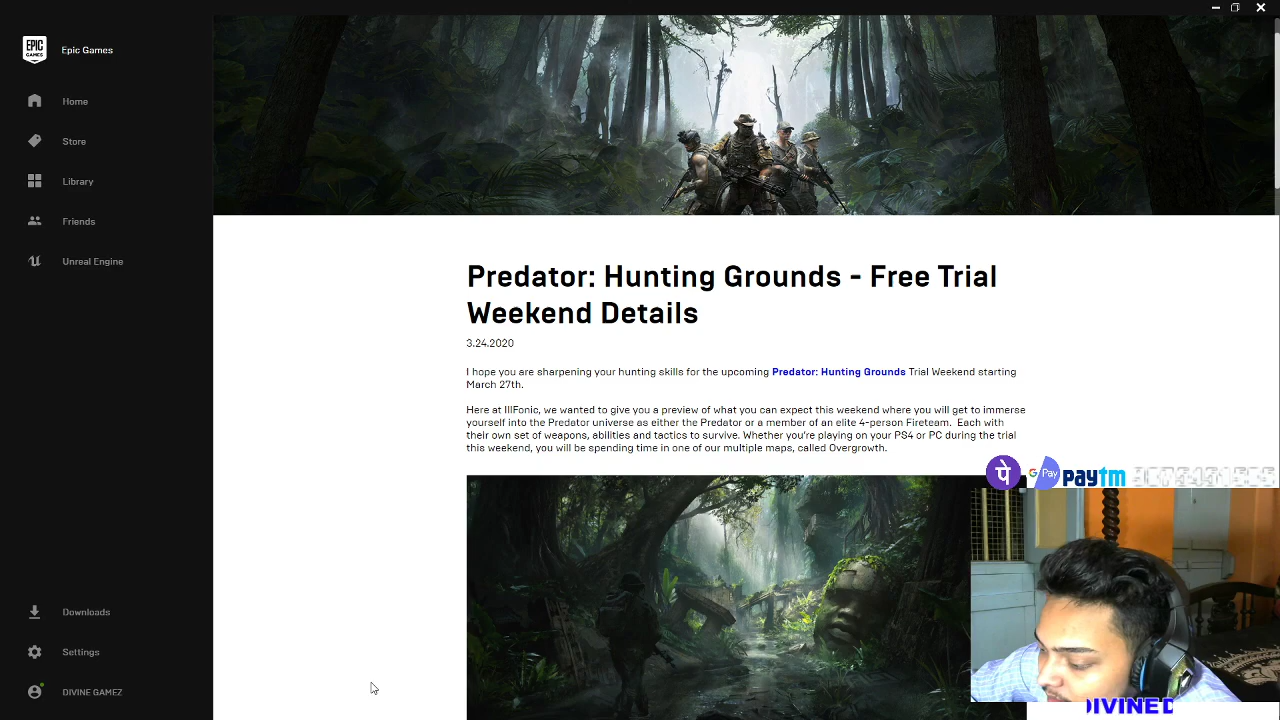 EPIC
GAMES
Epic Games
Home
Store
Library
Friends
Unreal Engine
Downloads
Settings
DIVINE GAMEZ
Predator: Hunting Grounds - Free Trial
Weekend Details
3.24.2020
I hope you are sharpening your hunting skills for the upcoming Predator: Hunting Grounds Trial Weekend starting
March 27th.
Here at IllFonic, we wanted to give you a preview of what you can expect this weekend where you will get to immerse
yourself into the Predator universe as either the Predator or a member of an elite 4-person Fireteam. Each with
their own set of weapons, abilities and tactics to survive. Whether you're playing on your PS4 or PC during the trial
this weekend, you will be spending time in one of our multiple maps, called Overgrowth.
पे G Pay paytm